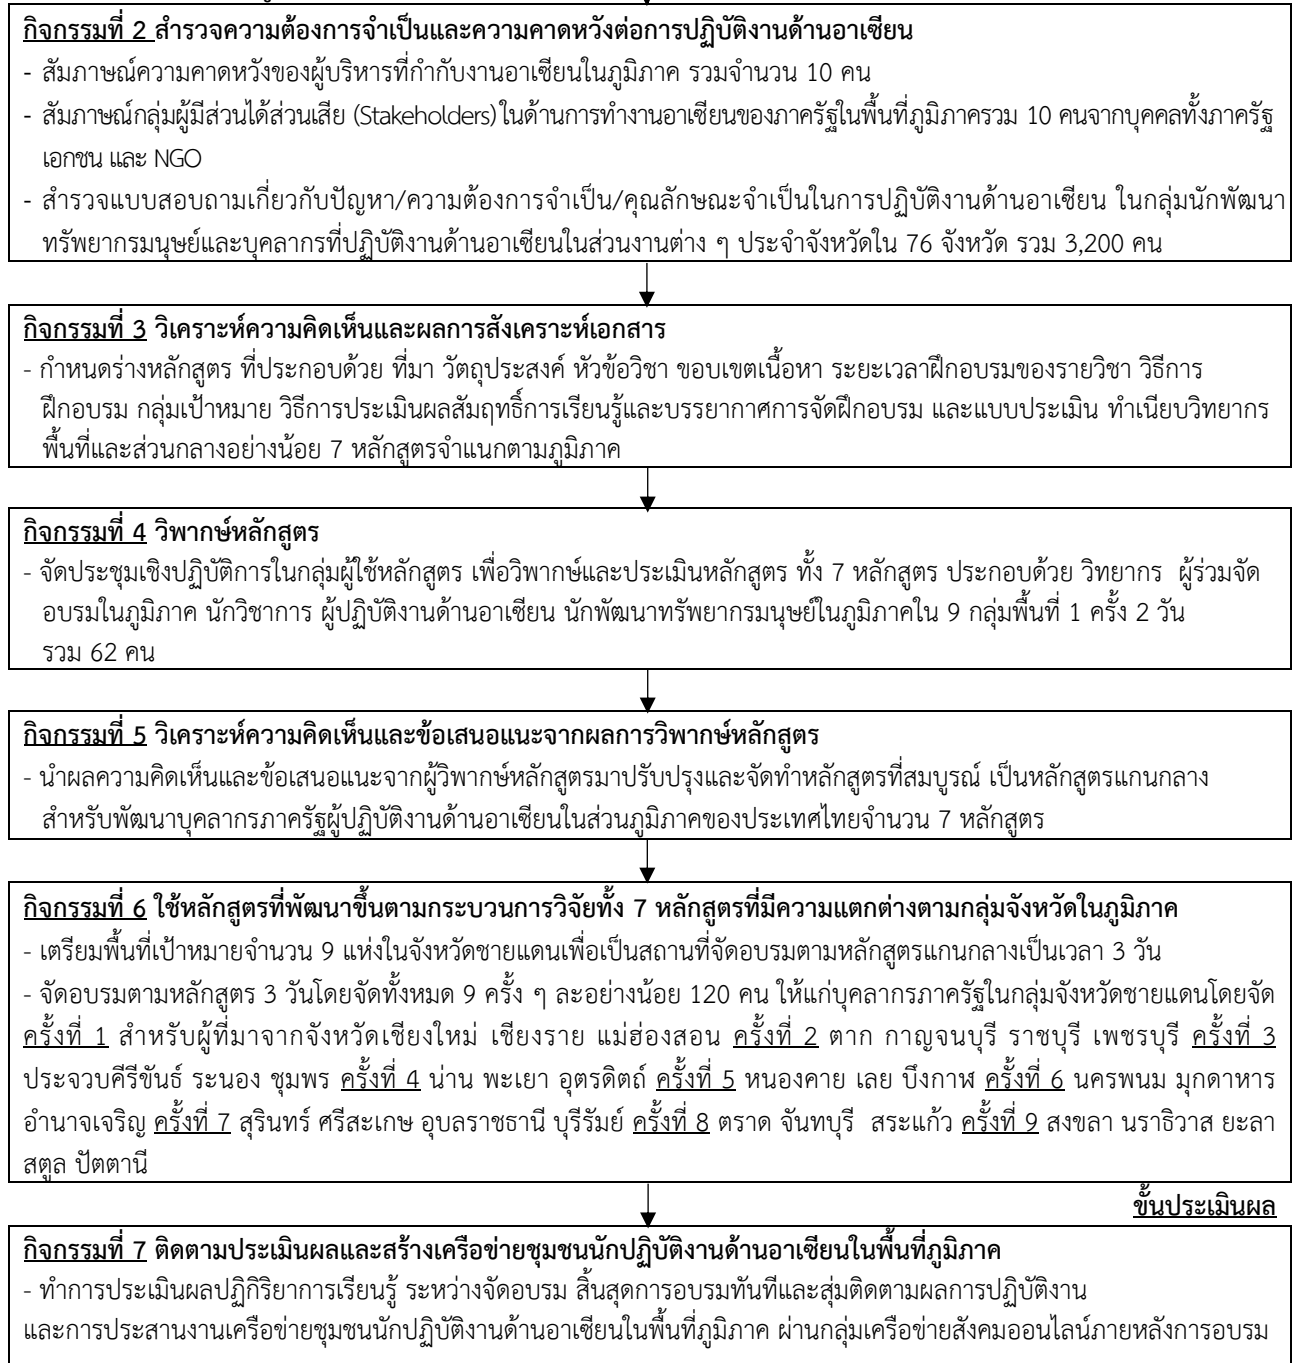 กิจกรรมที่ 2 สำรวจความต้องการจำเป็นและความคาดหวังต่อการปฏิบัติงานด้านอาเซียน
- สัมภาษณ์ความคาดหวังของผู้บริหารที่กำกับงานอาเซียนในภูมิภาค รวมจำนวน 10 คน
- สัมภาษณ์กลุ่มผู้มีส่วนได้ส่วนเสีย (Stakeholders) ในด้านการทำงานอาเซียนของภาครัฐในพื้นที่ภูมิภาครวม 10 คนจากบุคคลทั้งภาครัฐ
เอกชน และ NGO
- สำรวจแบบสอบถามเกี่ยวกับปัญหา/ความต้องการจำเป็น/คุณลักษณะจำเป็นในการปฏิบัติงานด้านอาเซียน ในกลุ่มนักพัฒนา
ทรัพยากรมนุษย์และบุคลากรที่ปฏิบัติงานด้านอาเซียนในส่วนงานต่าง ๆ ประจำจังหวัดใน 76 จังหวัด รวม 3,200 คน
กิจกรรมที่ 3 วิเคราะห์ความคิดเห็นและผลการสังเคราะห์เอกสาร
- กำหนดร่างหลักสูตร ที่ประกอบด้วย ที่มา วัตถุประสงค์ หัวข้อวิชา ขอบเขตเนื้อหา ระยะเวลาฝึกอบรมของรายวิชา วิธีการ
ฝึกอบรม กลุ่มเป้าหมาย วิธีการประเมินผลสัมฤทธิ์การเรียนรู้และบรรยากาศการจัดฝึกอบรม และแบบประเมิน ทำเนียบวิทยากร
พื้นที่และส่วนกลางอย่างน้อย 7 หลักสูตรจำแนกตามภูมิภาค
กิจกรรมที่ 4 วิพากษ์หลักสูตร
- จัดประชุมเชิงปฏิบัติการในกลุ่มผู้ใช้หลักสูตร เพื่อวิพากษ์และประเมินหลักสูตร ทั้ง 7 หลักสูตร ประกอบด้วย วิทยากร ผู้ร่วมจัด
อบรมในภูมิภาค นักวิชาการ ผู้ปฏิบัติงานด้านอาเซียน นักพัฒนาทรัพยากรมนุษย์ในภูมิภาคใน 9 กลุ่มพื้นที่ 1 ครั้ง 2 วัน
รวม 62 คน
กิจกรรมที่ 5 วิเคราะห์ความคิดเห็นและข้อเสนอแนะจากผลการวิพากษ์หลักสูตร
- นำผลความคิดเห็นและข้อเสนอแนะจากผู้วิพากษ์หลักสูตรมาปรับปรุงและจัดทำหลักสูตรที่สมบูรณ์ เป็นหลักสูตรแกนกลาง
สำหรับพัฒนาบุคลากรภาครัฐผู้ปฏิบัติงานด้านอาเซียนในส่วนภูมิภาคของประเทศไทยจำนวน 7 หลักสูตร
กิจกรรมที่ 6 ใช้หลักสูตรที่พัฒนาขึ้นตามกระบวนการวิจัยทั้ง 7 หลักสูตรที่มีความแตกต่างตามกลุ่มจังหวัดในภูมิภาค
- เตรียมพื้นที่เป้าหมายจำนวน 9 แห่งในจังหวัดชายแดนเพื่อเป็นสถานที่จัดอบรมตามหลักสูตรแกนกลางเป็นเวลา 3 วัน
- จัดอบรมตามหลักสูตร 3 วันโดยจัดทั้งหมด 9 ครั้ง ๆ ละอย่างน้อย 120 คน ให้แก่บุคลากรภาครัฐในกลุ่มจังหวัดชายแดนโดยจัด
ครั้งที่ 1 สำหรับผู้ที่มาจากจังหวัดเชียงใหม่ เชียงราย แม่ฮ่องสอน ครั้งที่ 2 ตาก กาญจนบุรี ราชบุรี เพชรบุรี ครั้งที่ 3
ประจวบคีรีขันธ์ ระนอง ชุมพร ครั้งที่ 4 น่าน พะเยา อุตรดิตถ์ ครั้งที่ 5 หนองคาย เลย บึงกาฬ ครั้งที่ 6 นครพนม มุกดาหาร
อำนาจเจริญ ครั้งที่ 7 สุรินทร์ ศรีสะเกษ อุบลราชธานี บุรีรัมย์ ครั้งที่ 8 ตราด จันทบุรี สระแก้ว ครั้งที่ 9 สงขลา นราธิวาส ยะลา
สตูล ปัตตานี
ขั้นประเมินผล
กิจกรรมที่ 7 ติดตามประเมินผลและสร้างเครือข่ายชุมชนนักปฏิบัติงานด้านอาเซียนในพื้นที่ภูมิภาค
- ทำการประเมินผลปฏิกิริยาการเรียนรู้ ระหว่างจัดอบรม สิ้นสุดการอบรมทันทีและสุ่มติดตามผลการปฏิบัติงาน
และการประสานงานเครือข่ายชุมชนนักปฏิบัติงานด้านอาเซียนในพื้นที่ภูมิภาค ผ่านกลุ่มเครือข่ายสังคมออนไลน์ภายหลังการอบรม